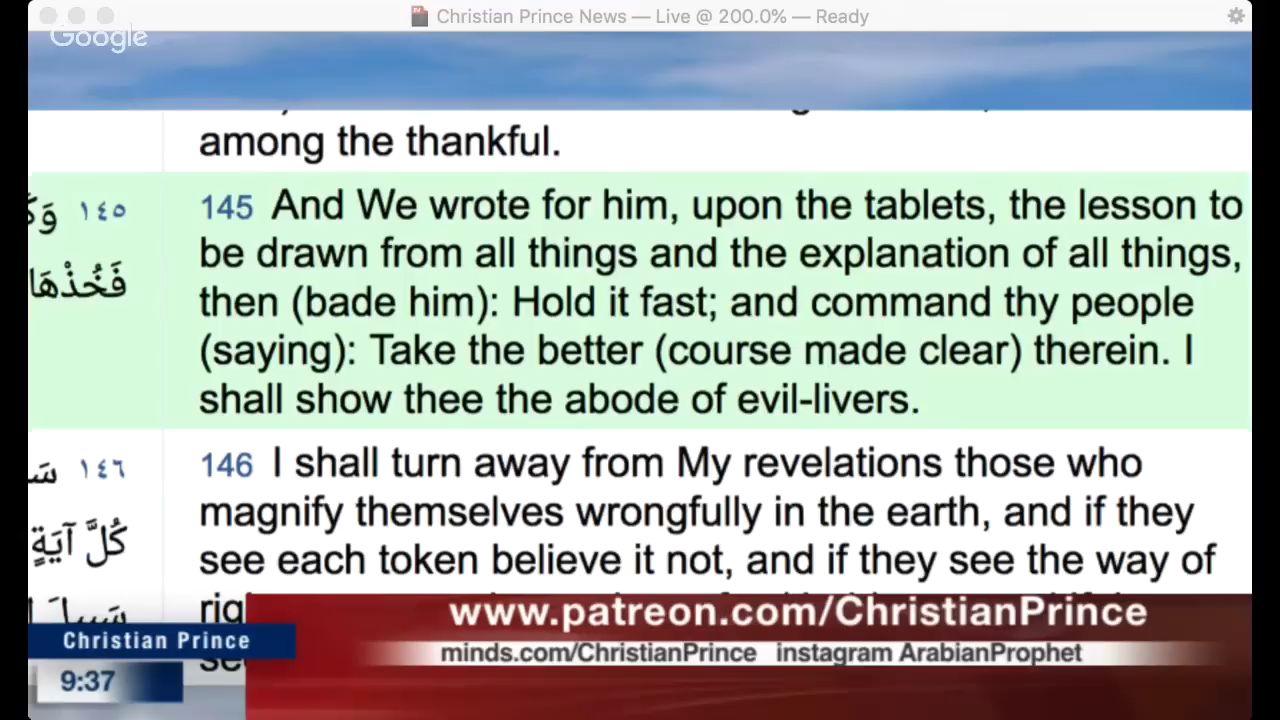 Christian Prince News — Live @ 200.0% — Ready
Google
among the thankful.
١٤٥
145 And We wrote for him, upon the tablets, the lesson to
be drawn from all things and the explanation of all things,
فَخُذْهَا
then (bade him): Hold it fast; and command thy people
(saying): Take the better (course made clear) therein. I
shall show thee the abode of evil-livers.
١٤٦
146 I shall turn away from My revelations those who
magnify themselves wrongfully in the earth, and if they
كُلَّ آيَةٍ
see each token believe it not, and if they see the way of
www.patreon.com/ChristianPrince
Christian Prince
minds.com/ChristianPrince instagram ArabianProphet
9:37